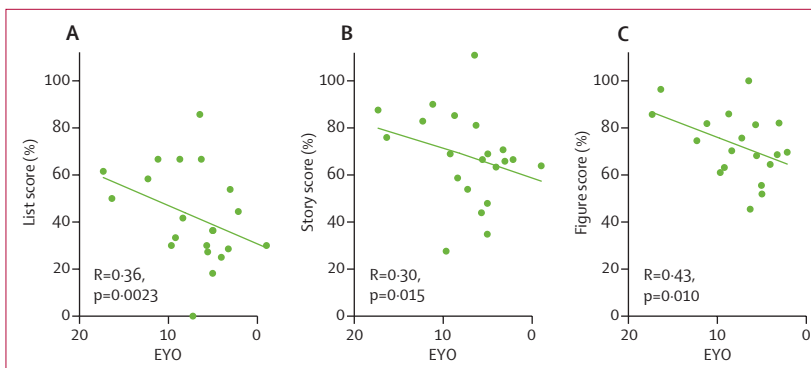 A
List score (%)
100
80
60
40
20
0
R=0·36,
p=0·0023
20
10
0
EYO
B
Story score (%)
100
80
60
40
20
0
R=0·30,
p=0·015
20
10
0
EYO
C
Figure score (%)
100
80
60
40
20
0
R=0·43,
p=0·010
20
10
0
EYO